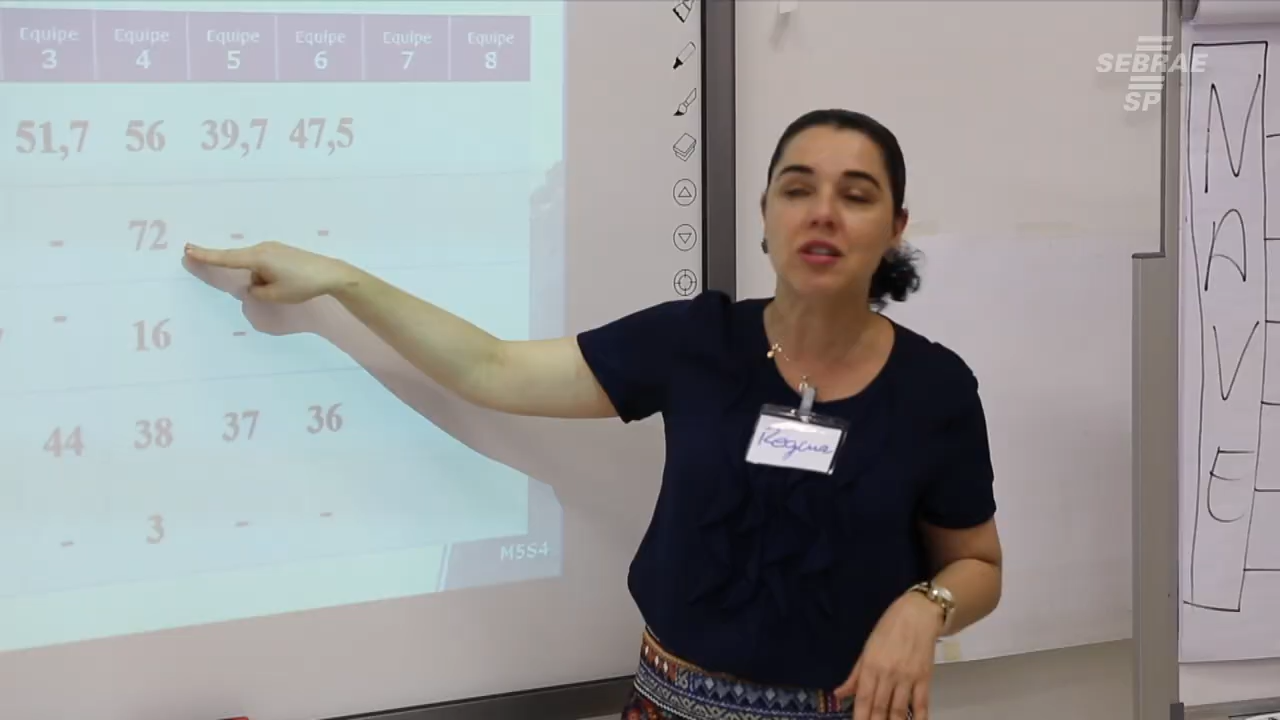 Equipe 3 Equipe 4 Equipe 5 Equipe 6 Equipe 7 Equipe 8
51,7 56 39,7 47,5
- 72 - -
- 16 -
44 38 37 36
- 3 - -
M5S4
SEBRAE
SP
N
A
V
E